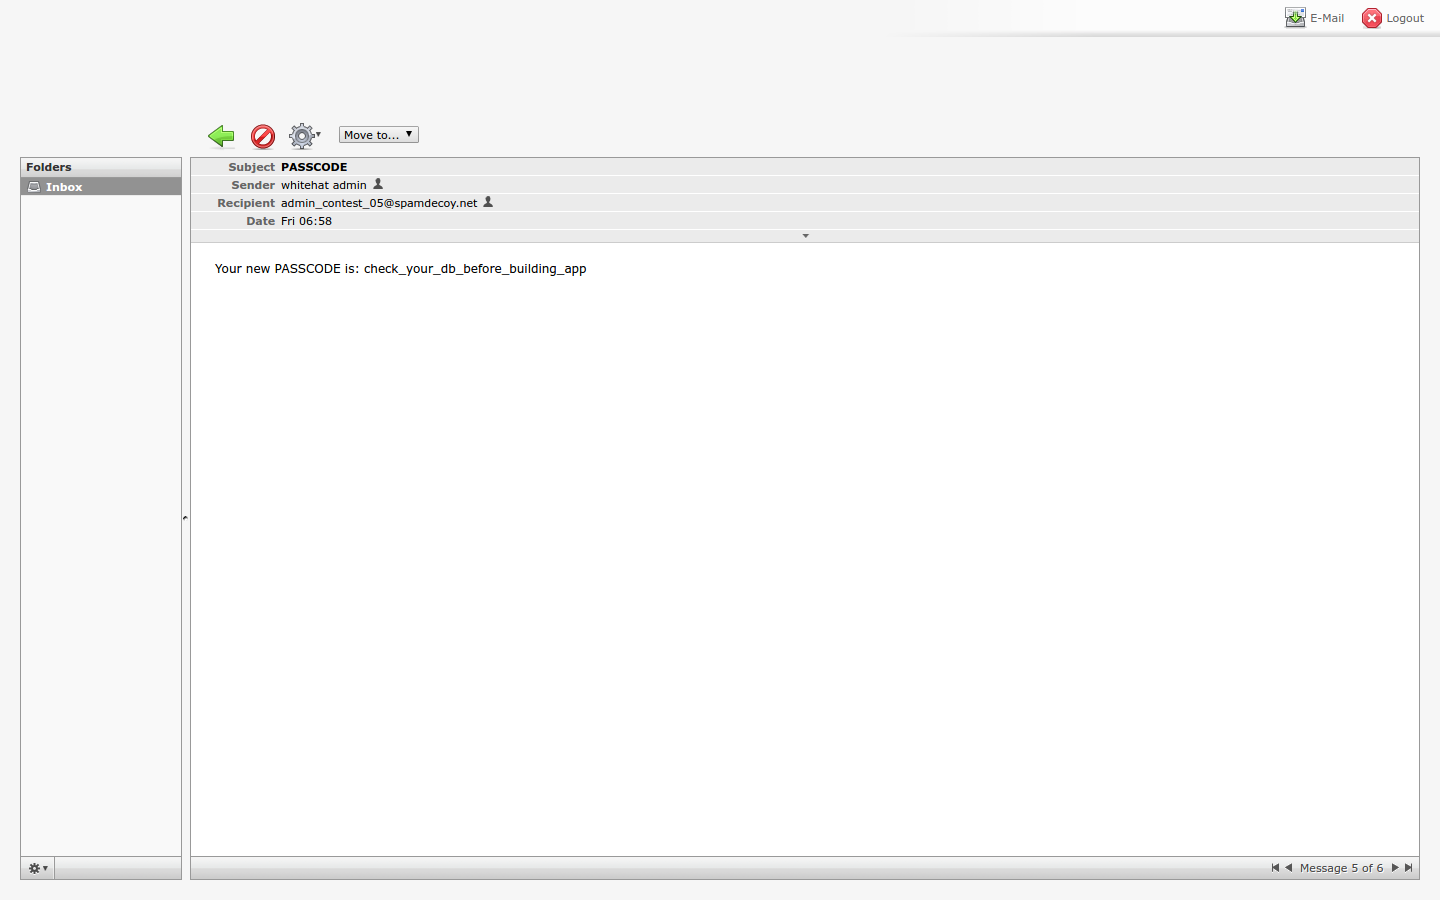 E-Mail Logout
Move to...
Folders
Inbox
Subject PASSCODE
Sender whitehat admin
Recipient admin_contest_05@spamdecoy.net
Date Fri 06:58
Your new PASSCODE is: check_your_db_before_building_app
Message 5 of 6